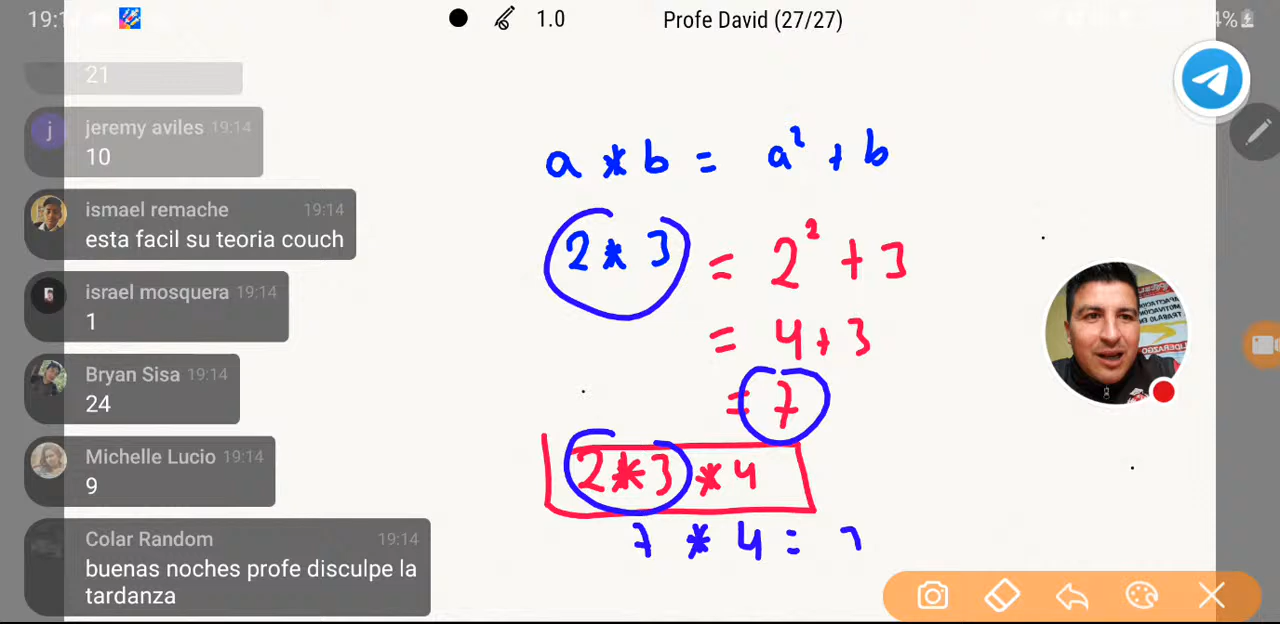 1.0
Profe David (27/27)
21
jeremy aviles 19:14
10
ismael remache 19:14
esta facil su teoria couch
israel mosquera 19:14
1
Bryan Sisa 19:14
24
Michelle Lucio 19:14
9
Colar Random 19:14
buenas noches profe disculpe la
tardanza
a * b = a² + b
2 * 3 = 2² + 3
= 4 + 3
= 7
2 * 3 * 4
7 * 4 =